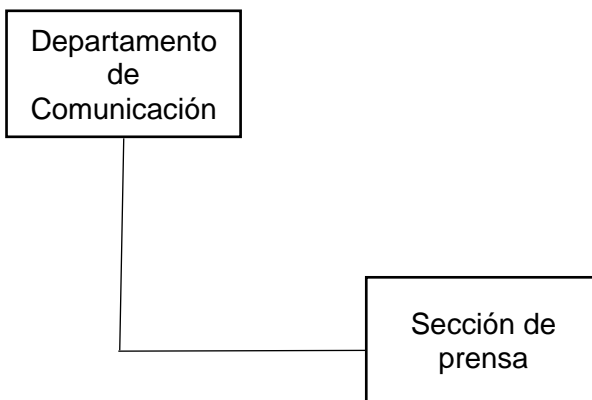 Departamento
de
Comunicación
Sección de
prensa